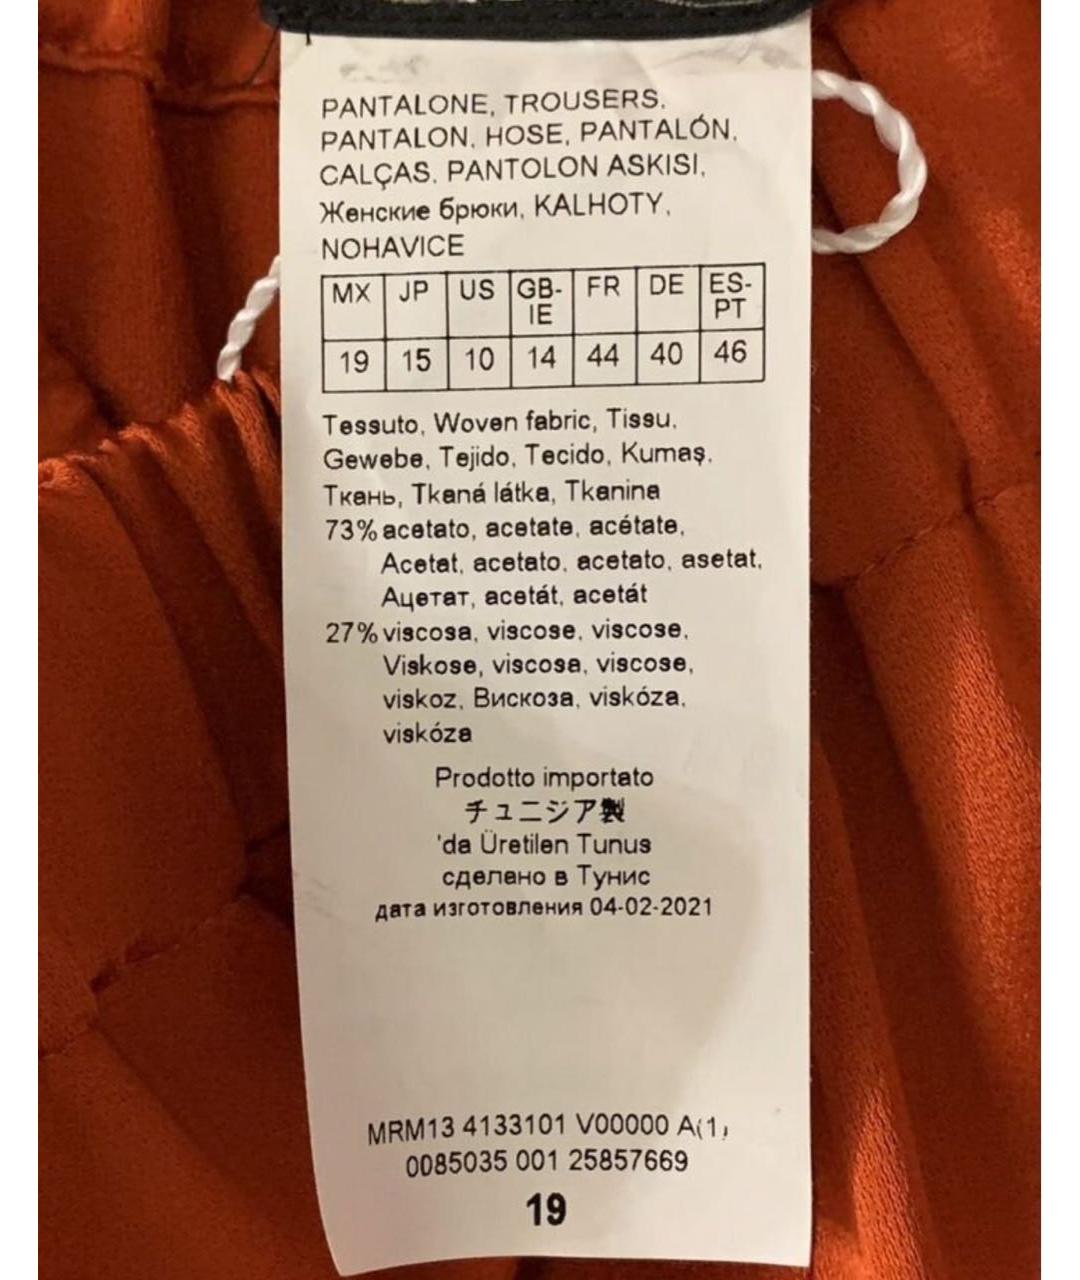 PANTALONE, TROUSERS,
PANTALON, HOSE, PANTALÓN,
CALÇAS, PANTOLON ASKISI,
Женские брюки, KALHOTY,
NOHAVICE
MX JP US GB-IE FR DE ES-PT
19 15 10 14 44 40 46
Tessuto, Woven fabric, Tissu,
Gewebe, Tejido, Tecido, Kumaş,
Ткань, Tkaná látka, Tkanina
73% acetato, acetate, acétate,
Acetat, acetato, acetato, asetat,
Ацетат, acetát, acetát
27% viscosa, viscose, viscose,
Viskose, viscosa, viscose,
viskoz, Вискоза, viskóza,
viskóza
Prodotto importato
チュニジア製
'da Üretilen Tunus
сделано в Тунис
дата изготовления 04-02-2021
MRM13 4133101 V00000 A(1)
0085035 001 25857669
19